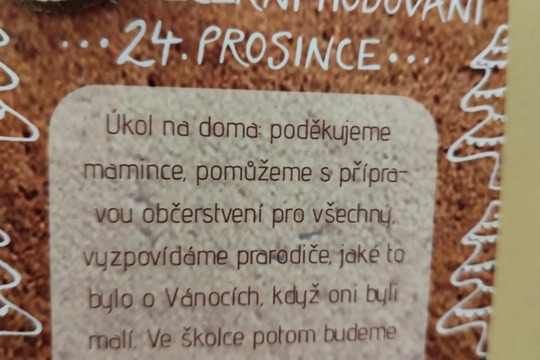 HODOVÁNÍ
...24. PROSINCE...
Úkol na doma: poděkujeme
mamince, pomůžeme s přípra-
vou občerstvení pro všechny,
vyzpovídáme prarodiče, jaké to
bylo o Vánocích, když oni byli
malí. Ve školce potom budeme